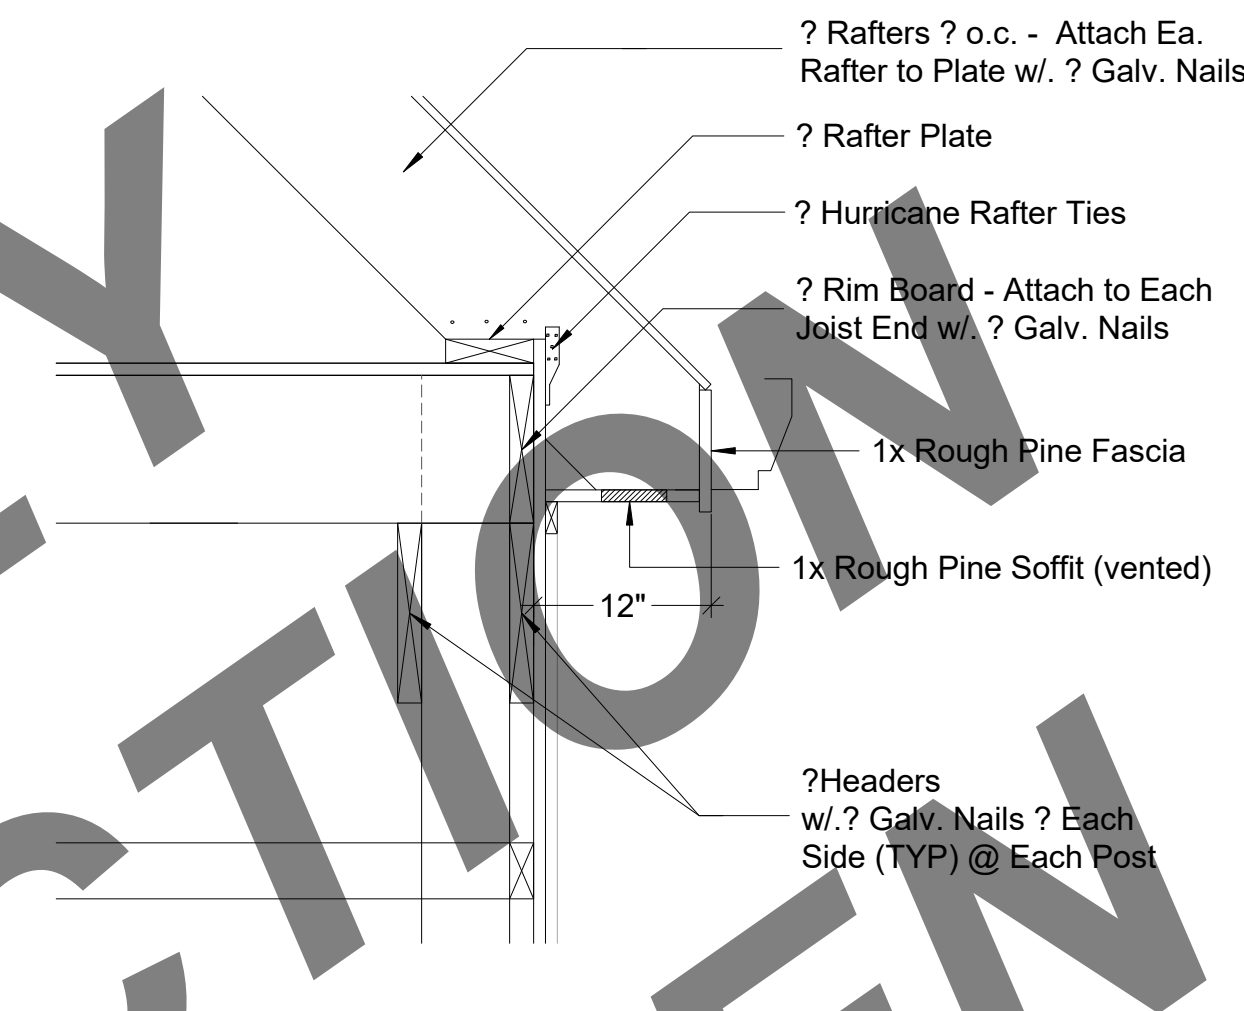 ? Rafters ? o.c. - Attach Ea.
Rafter to Plate w/. ? Galv. Nails
? Rafter Plate
? Hurricane Rafter Ties
? Rim Board - Attach to Each
Joist End w/. ? Galv. Nails
1x Rough Pine Fascia
1x Rough Pine Soffit (vented)
12"
?Headers
w/.? Galv. Nails ? Each
Side (TYP) @ Each Post